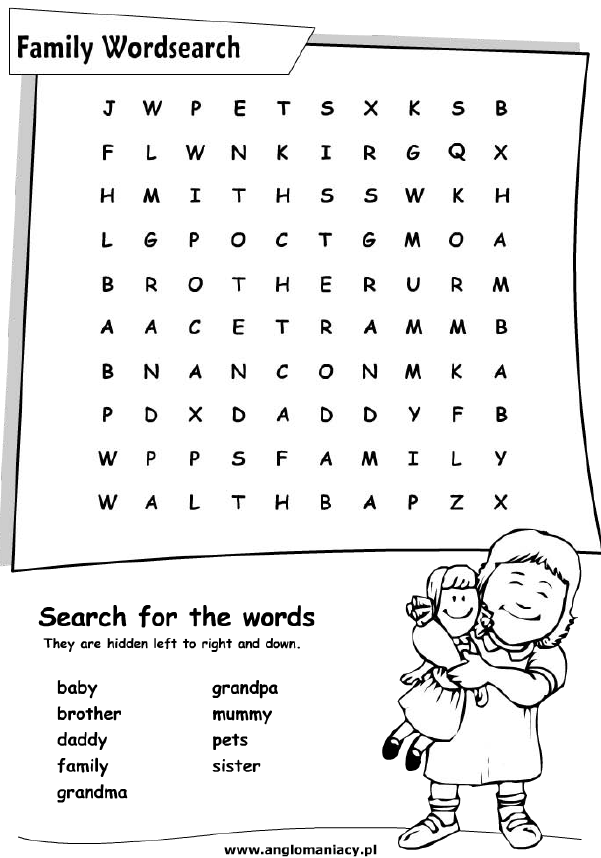 Family Wordsearch
J W P E T S X K S B
F L W N K I R G Q X
H M I T H S S W K H
L G P O C T G M O A
B R O T H E R U R M
A A C E T R A M M B
B N A N C O N M K A
P D X D A D D Y F B
W P P S F A M I L Y
W A L T H B A P Z X
Search for the words
They are hidden left to right and down.
baby grandpa
brother mummy
daddy pets
family sister
grandma
www.anglomaniacy.pl